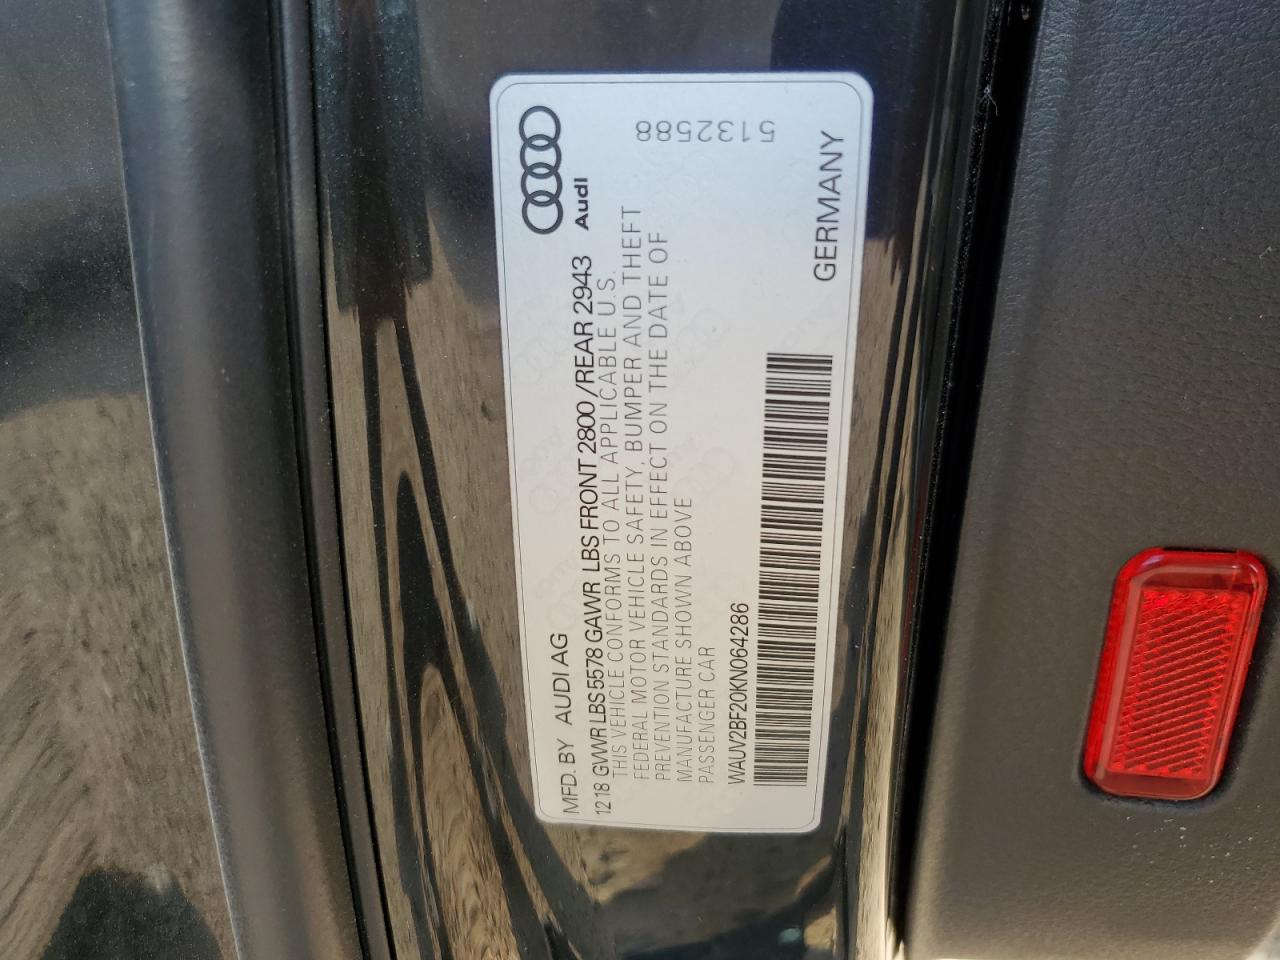 Audi
MFD. BY AUDI AG
1218 GVWR LBS 5578 GAWR LBS FRONT 2800 /REAR 2943
THIS VEHICLE CONFORMS TO ALL APPLICABLE U.S.
FEDERAL MOTOR VEHICLE SAFETY, BUMPER AND THEFT
PREVENTION STANDARDS IN EFFECT ON THE DATE OF
MANUFACTURE SHOWN ABOVE
PASSENGER CAR
WAUV2BF20KN064286
GERMANY
5132588